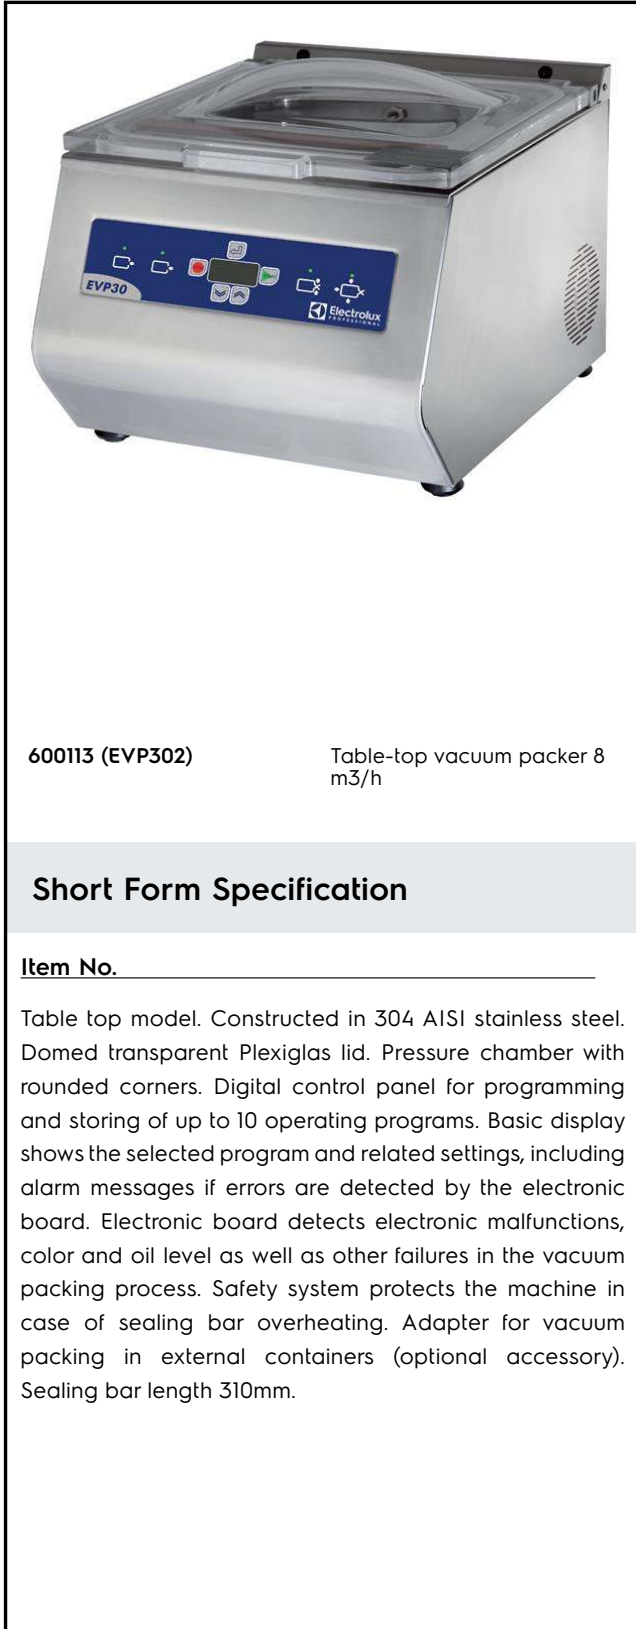 EVP30
Electrolux
PROFESSIONAL
600113 (EVP302)
Table-top vacuum packer 8
m3/h
Short Form Specification
Item No.
Table top model. Constructed in 304 AISI stainless steel.
Domed transparent Plexiglas lid. Pressure chamber with
rounded corners. Digital control panel for programming
and storing of up to 10 operating programs. Basic display
shows the selected program and related settings, including
alarm messages if errors are detected by the electronic
board. Electronic board detects electronic malfunctions,
color and oil level as well as other failures in the vacuum
packing process. Safety system protects the machine in
case of sealing bar overheating. Adapter for vacuum
packing in external containers (optional accessory).
Sealing bar length 310mm.